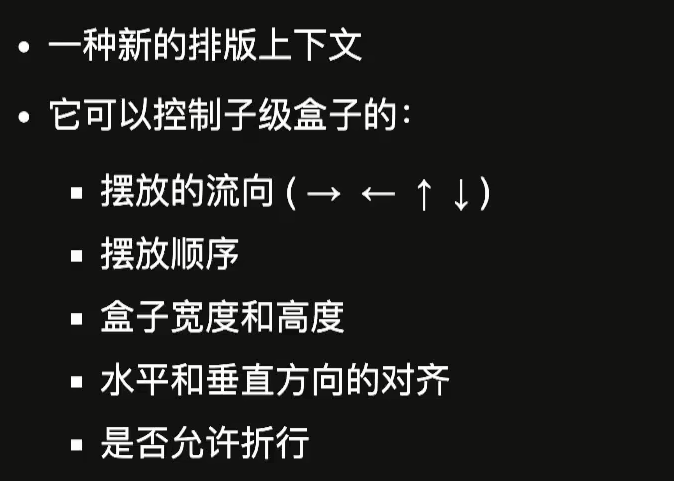 • 一种新的排版上下文
• 它可以控制子级盒子的：
▪ 摆放的流向 ( → ← ↑ ↓ )
▪ 摆放顺序
▪ 盒子宽度和高度
▪ 水平和垂直方向的对齐
▪ 是否允许折行